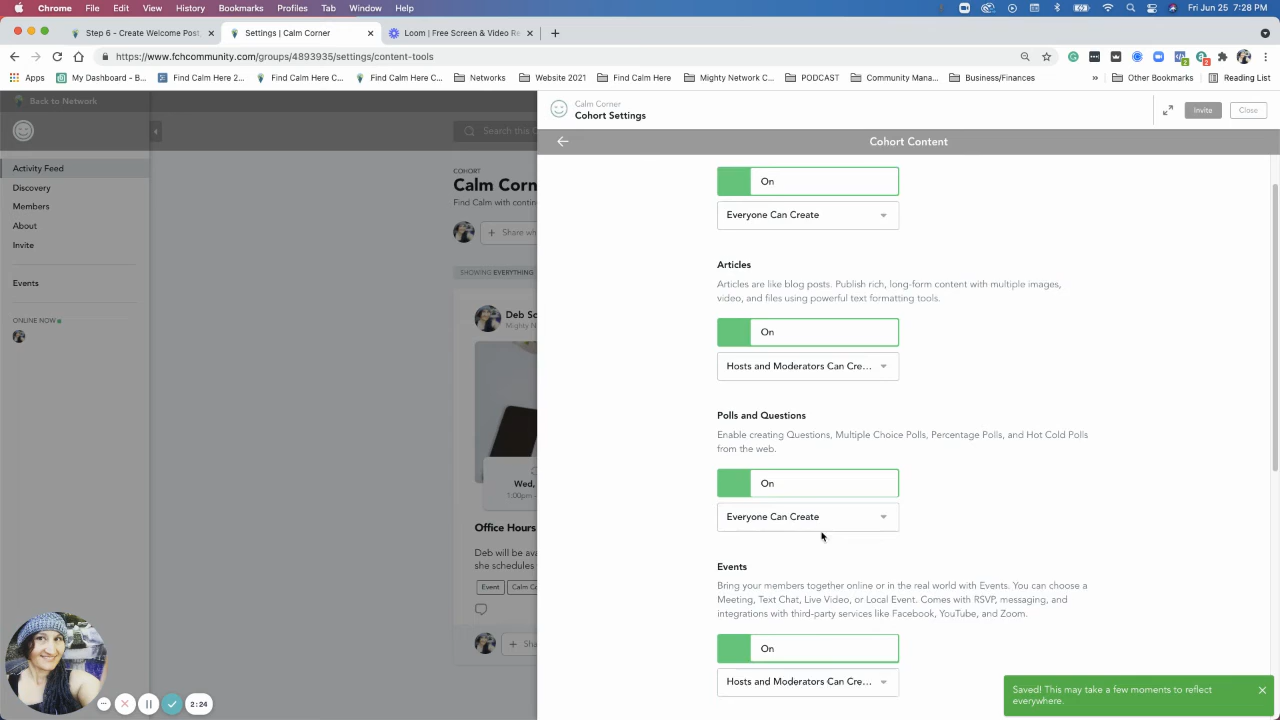 Chrome File Edit View History Bookmarks Profiles Tab Window Help Fri Jun 25 7:28 PM
Step 6 - Create Welcome Post. × Settings | Calm Corner × Loom | Free Screen & Video Re ×
https://www.fchcommunity.com/groups/4893935/settings/content-tools
Apps My Dashboard - B... Find Calm Here 2... Find Calm Here C... Find Calm Here C... Networks Website 2021 Find Calm Here Mighty Network C... PODCAST Community Mana... Business/Finances » Other Bookmarks Reading List
Back to Network
Calm Corner
Cohort Settings
Invite
Close
Search this C
Cohort Content
Activity Feed
Discovery
Members
About
Invite
Events
ONLINE NOW
COHORT
Calm Corn
Find Calm with contin
Share wh
SHOWING EVERYTHING
Deb Sc
Mighty N
Wed,
1:00pm -
Office Hours
Deb will be ava
she schedules
Event Calm Co
Sha
On
Everyone Can Create
Articles
Articles are like blog posts. Publish rich, long-form content with multiple images,
video, and files using powerful text formatting tools.
On
Hosts and Moderators Can Cre...
Polls and Questions
Enable creating Questions, Multiple Choice Polls, Percentage Polls, and Hot Cold Polls
from the web.
On
Everyone Can Create
Events
Bring your members together online or in the real world with Events. You can choose a
Meeting, Text Chat, Live Video, or Local Event. Comes with RSVP, messaging, and
integrations with third-party services like Facebook, YouTube, and Zoom.
On
Hosts and Moderators Can Cre...
Saved! This may take a few moments to reflect
everywhere.
2:24